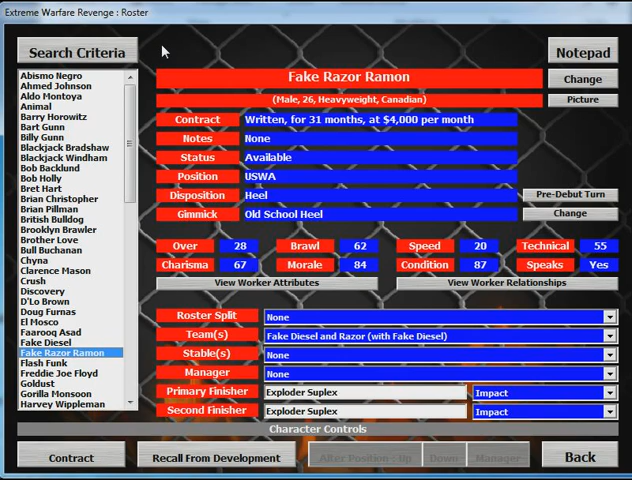 Extreme Warfare Revenge : Roster
Search Criteria
Notepad
Fake Razor Ramon
Change
(Male, 26, Heavyweight, Canadian)
Picture
Abismo Negro
Ahmed Johnson
Aldo Montoya
Animal
Barry Horowitz
Bart Gunn
Billy Gunn
Blackjack Bradshaw
Blackjack Windham
Bob Backlund
Bob Holly
Bret Hart
Brian Christopher
Brian Pillman
British Bulldog
Brooklyn Brawler
Brother Love
Bull Buchanan
Chyna
Clarence Mason
Crush
Discovery
D'Lo Brown
Doug Furnas
El Mosco
Faarooq Asad
Fake Diesel
Fake Razor Ramon
Flash Funk
Freddie Joe Floyd
Goldust
Gorilla Monsoon
Harvey Wippleman
Contract Written, for 31 months, at $4,000 per month
Notes None
Status Available
Position USWA
Disposition Heel Pre-Debut Turn
Gimmick Old School Heel Change
Over 28 Brawl 62 Speed 20 Technical 55
Charisma 67 Morale 84 Condition 87 Speaks Yes
View Worker Attributes View Worker Relationships
Roster Split None
Team(s) Fake Diesel and Razor (with Fake Diesel)
Stable(s) None
Manager None
Primary Finisher Exploder Suplex Impact
Second Finisher Exploder Suplex Impact
Character Controls
Contract Recall From Development Alter Position : Up Down Manager Back